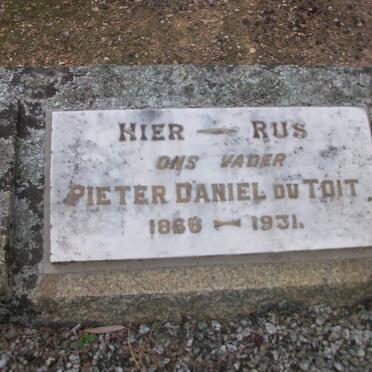 HIER — RUS
ONS VADER
PIETER DANIEL DU TOIT
1866 — 1931.